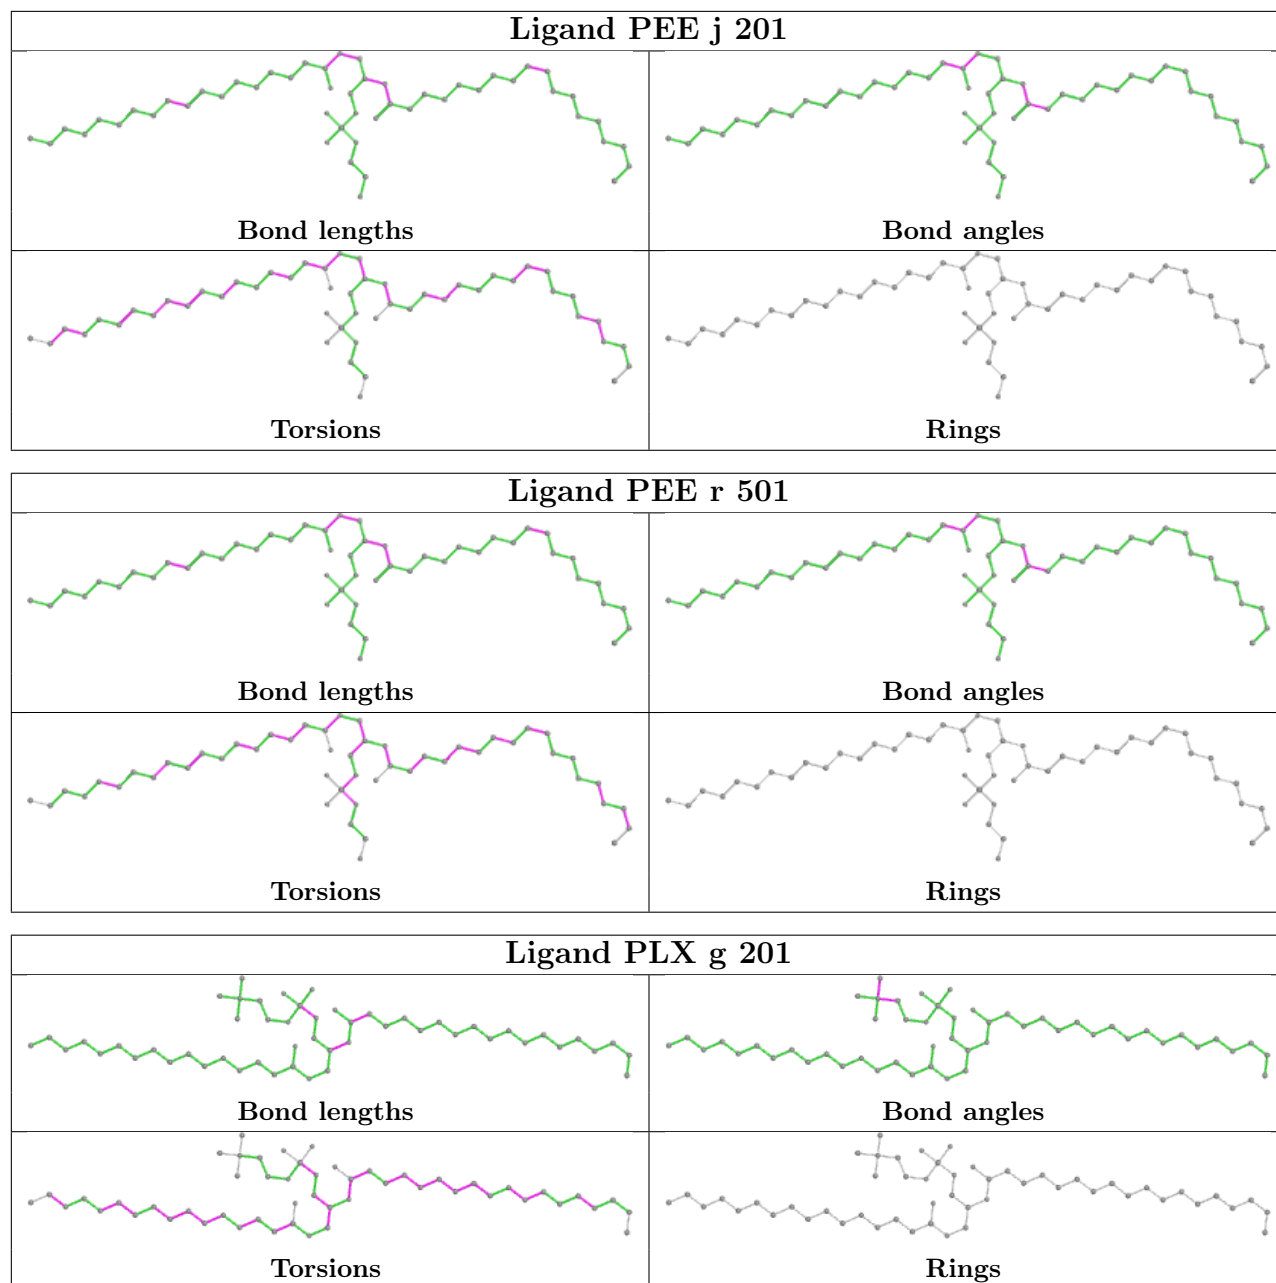 Ligand PEE j 201
Bond lengths
Bond angles
Torsions
Rings
Ligand PEE r 501
Bond lengths
Bond angles
Torsions
Rings
Ligand PLX g 201
Bond lengths
Bond angles
Torsions
Rings